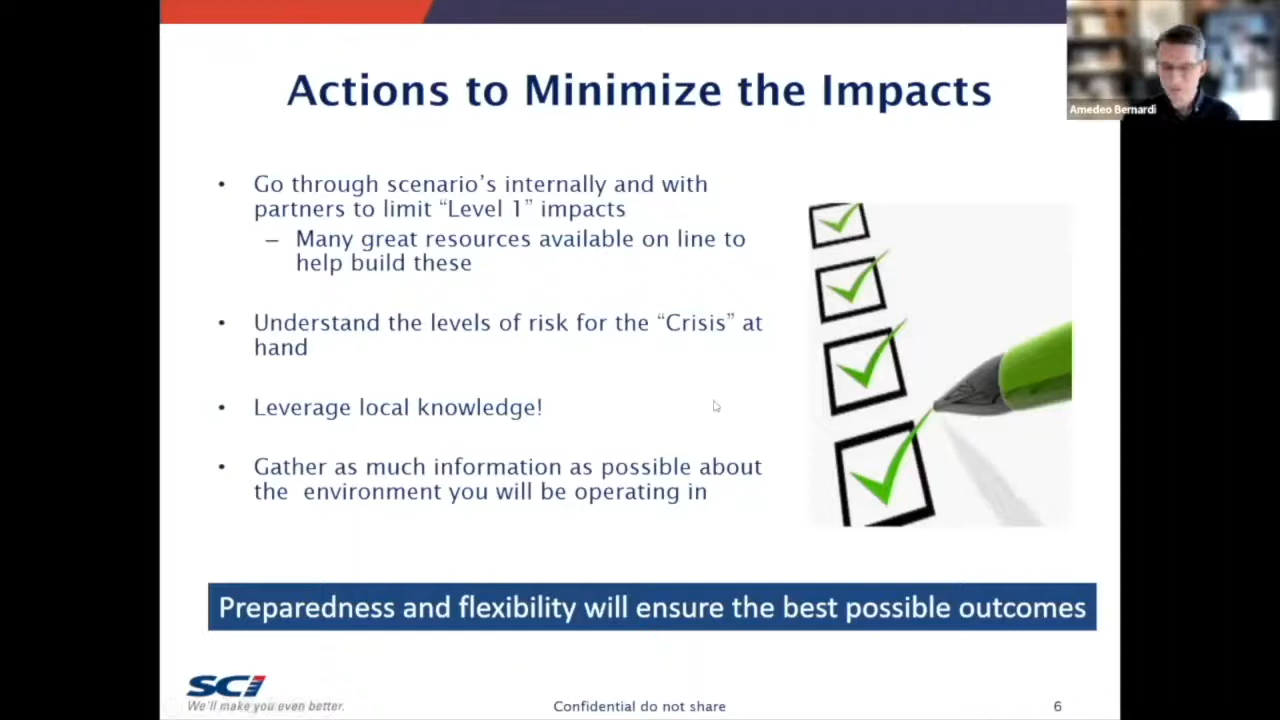 Actions to Minimize the Impacts
Amedeo Bernardi
• Go through scenario's internally and with
partners to limit “Level 1” impacts
– Many great resources available on line to
help build these
• Understand the levels of risk for the “Crisis” at
hand
• Leverage local knowledge!
• Gather as much information as possible about
the  environment you will be operating in
Preparedness and flexibility will ensure the best possible outcomes
SCI
We'll make you even better.
Confidential do not share
6